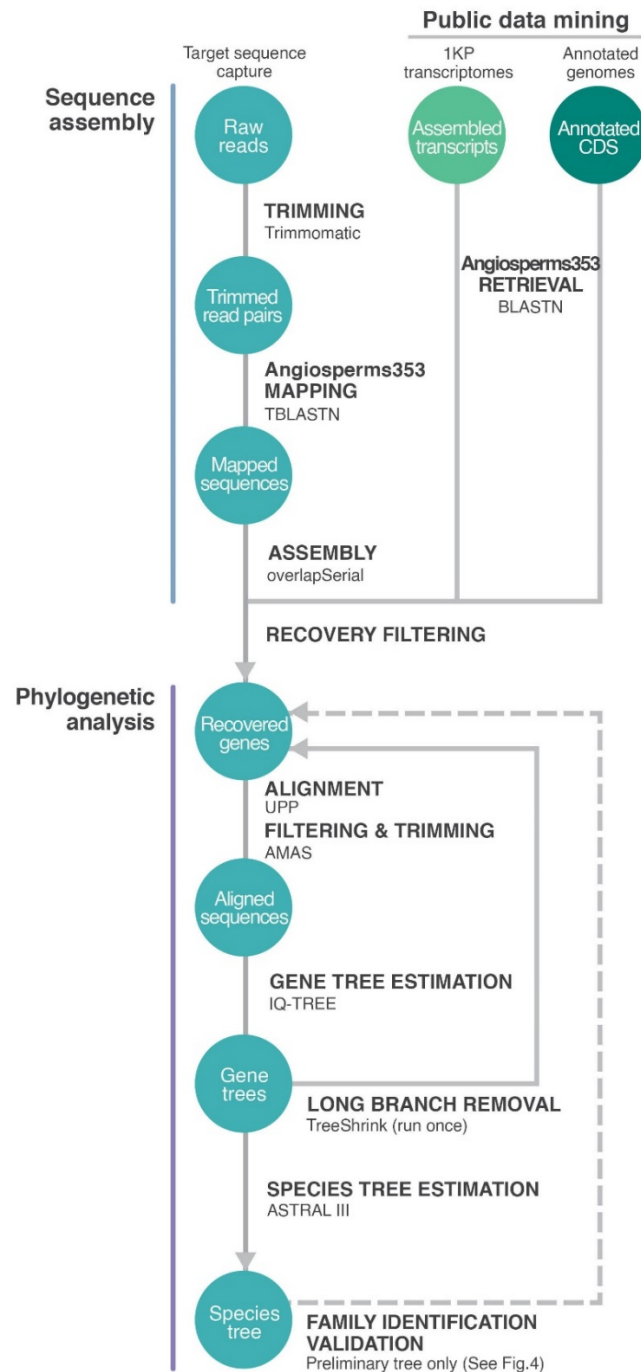 Public data mining
Target sequence
capture
1KP
transcriptomes
Annotated
genomes
Sequence
assembly
Raw
reads
Assembled
transcripts
Annotated
CDS
TRIMMING
Trimmomatic
Trimmed
read pairs
Angiosperms353
RETRIEVAL
BLASTN
Angiosperms353
MAPPING
TBLASTN
Mapped
sequences
ASSEMBLY
overlapSerial
RECOVERY FILTERING
Phylogenetic
analysis
Recovered
genes
ALIGNMENT
UPP
FILTERING & TRIMMING
AMAS
Aligned
sequences
GENE TREE ESTIMATION
IQ-TREE
Gene
trees
LONG BRANCH REMOVAL
TreeShrink (run once)
SPECIES TREE ESTIMATION
ASTRAL III
Species
tree
FAMILY IDENTIFICATION
VALIDATION
Preliminary tree only (See Fig.4)